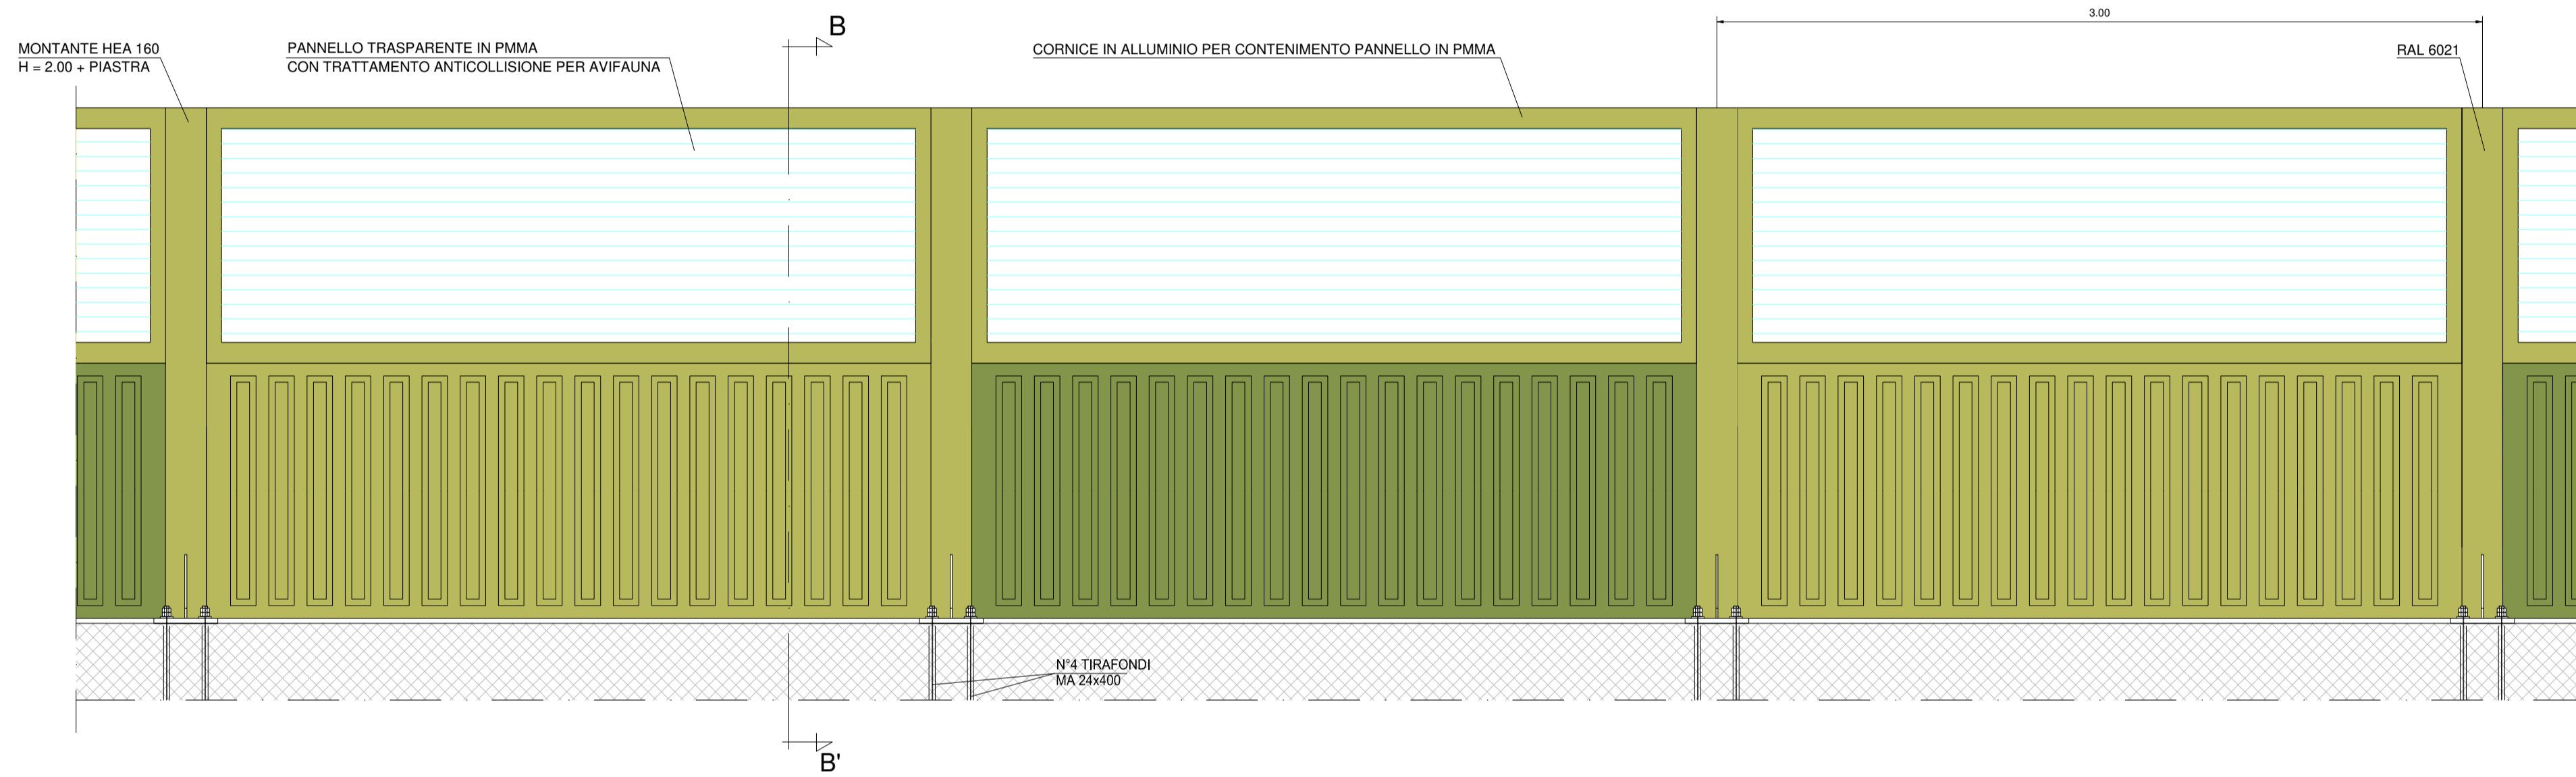 B
3.00
MONTANTE HEA 160
H = 2.00 + PIASTRA
PANNELLO TRASPARENTE IN PMMA
CON TRATTAMENTO ANTICOLLISIONE PER AVIFAUNA
CORNICE IN ALLUMINIO PER CONTENIMENTO PANNELLO IN PMMA
RAL 6021
N°4 TIRAFONDI
MA 24x400
B'